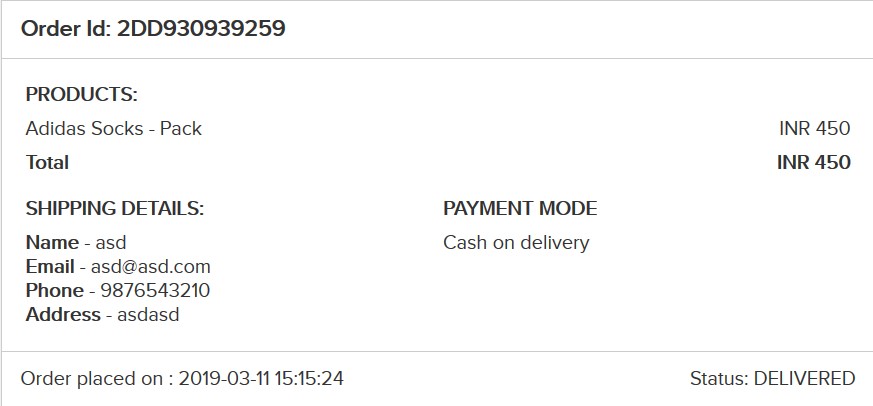 Order Id: 2DD930939259
PRODUCTS:
Adidas Socks - Pack INR 450
Total INR 450
SHIPPING DETAILS:
Name - asd
Email - asd@asd.com
Phone - 9876543210
Address - asdasd
PAYMENT MODE
Cash on delivery
Order placed on : 2019-03-11 15:15:24 Status: DELIVERED